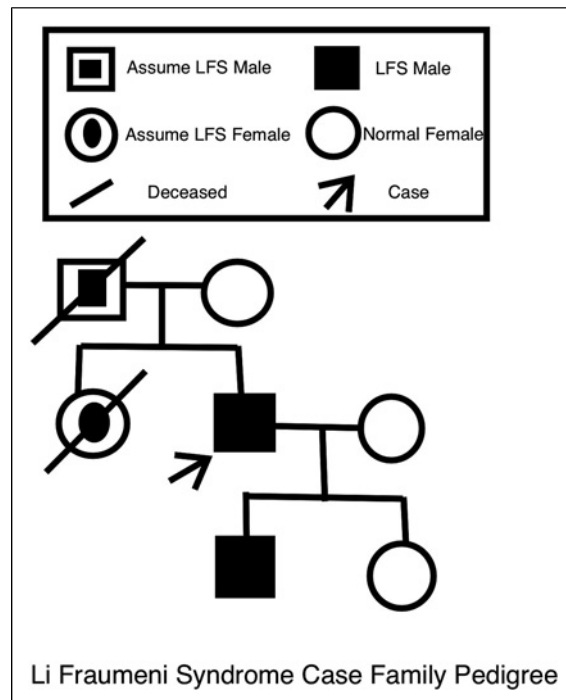 Assume LFS Male LFS Male
Assume LFS Female Normal Female
Deceased Case
Li Fraumeni Syndrome Case Family Pedigree